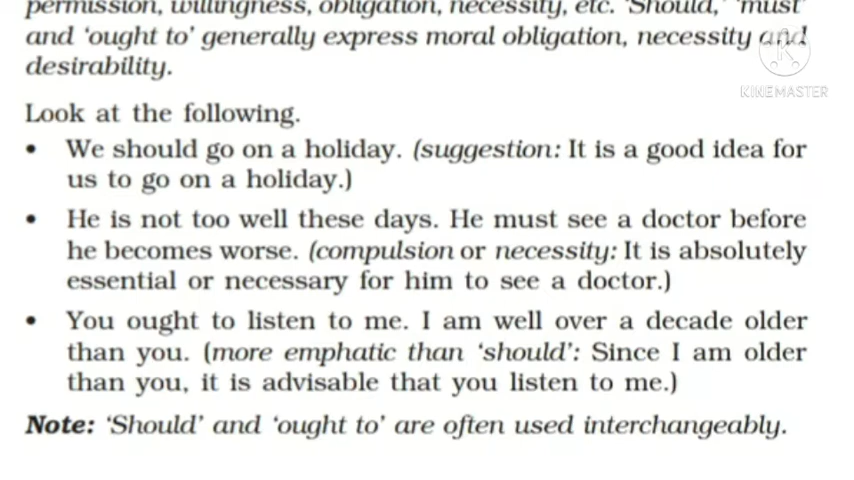 permission, willingness, obligation, necessity, etc. 'Should,' 'must'
and 'ought to' generally express moral obligation, necessity and
desirability.
KINEMASTER
Look at the following.
• We should go on a holiday. (suggestion: It is a good idea for
us to go on a holiday.)
• He is not too well these days. He must see a doctor before
he becomes worse. (compulsion or necessity: It is absolutely
essential or necessary for him to see a doctor.)
• You ought to listen to me. I am well over a decade older
than you. (more emphatic than 'should': Since I am older
than you, it is advisable that you listen to me.)
Note: 'Should' and 'ought to' are often used interchangeably.